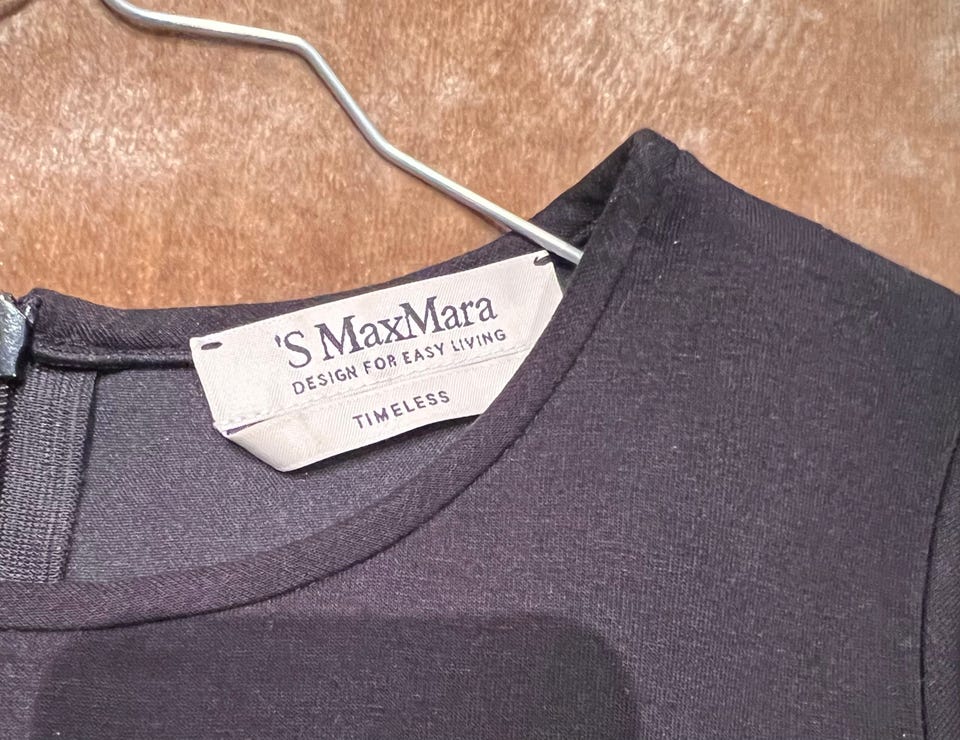 'S MaxMara
DESIGN FOR EASY LIVING
TIMELESS